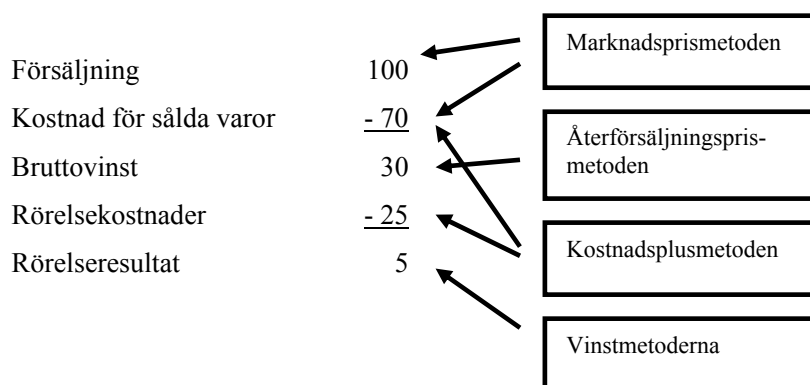 Försäljning 100
Kostnad för sålda varor - 70
Bruttovinst 30
Rörelsekostnader - 25
Rörelseresultat 5
Marknadsprismetoden
Återförsäljningspris-
metoden
Kostnadsplusmetoden
Vinstmetoderna